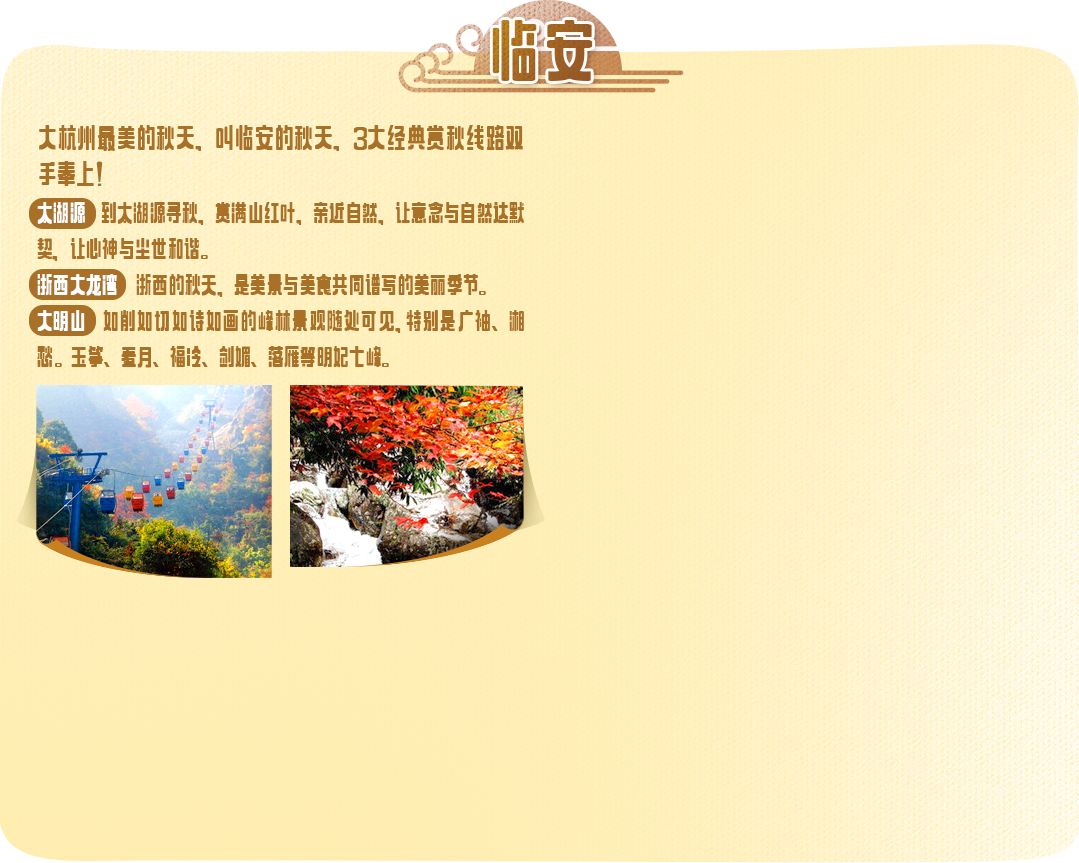 临安
大杭州最美的秋天，叫临安的秋天，3大经典赏秋线路双
手奉上！
太湖源 到太湖源寻秋，赏满山红叶，亲近自然，让意念与自然达默
契，让心神与尘世和谐。
浙西大龙湾 浙西的秋天，是美景与美食共同谱写的美丽季节。
大明山 如削如切如诗如画的峰林景观随处可见，特别是广袖、湘
愁。玉筝、羞月、福泠、剑媚、落雁等明妃七峰。